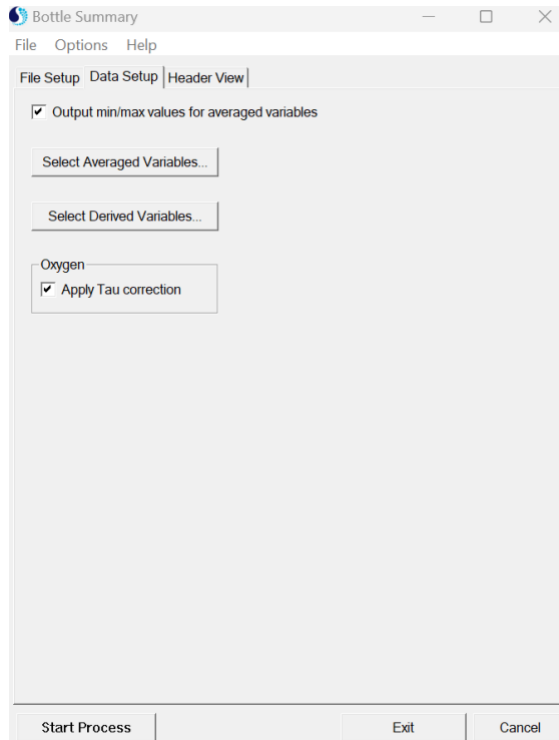 Bottle Summary
File Options Help
File Setup Data Setup Header View
Output min/max values for averaged variables
Select Averaged Variables...
Select Derived Variables...
Oxygen
Apply Tau correction
Start Process Exit Cancel